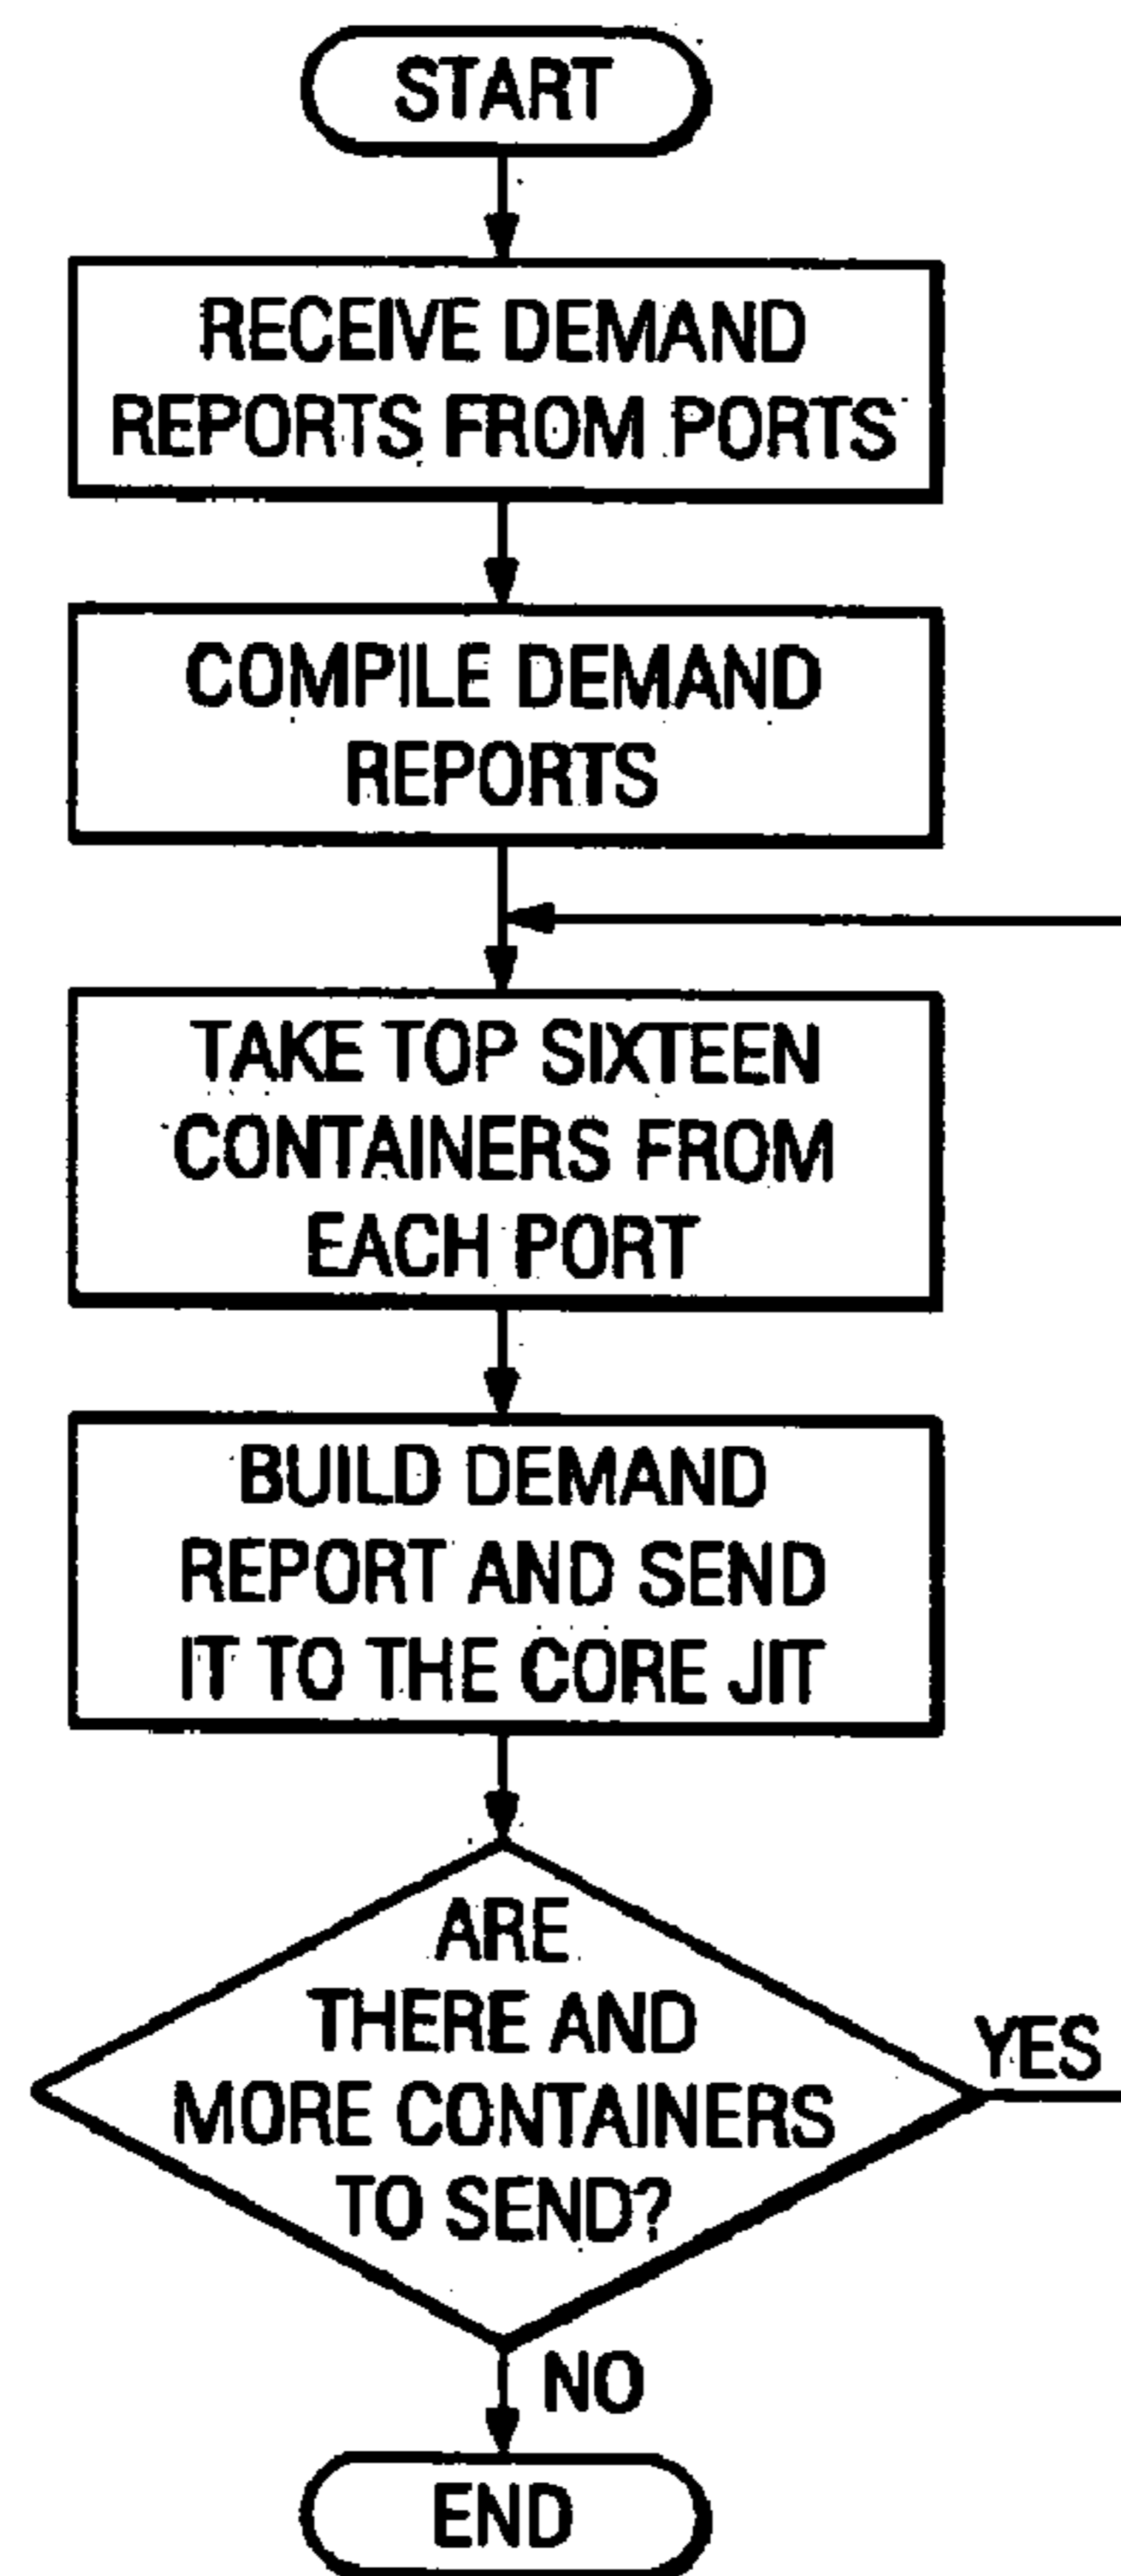 START
RECEIVE DEMAND
REPORTS FROM PORTS
COMPILE DEMAND
REPORTS
TAKE TOP SIXTEEN
CONTAINERS FROM
EACH PORT
BUILD DEMAND
REPORT AND SEND
IT TO THE CORE JIT
ARE
THERE AND
MORE CONTAINERS
TO SEND?
YES
NO
END